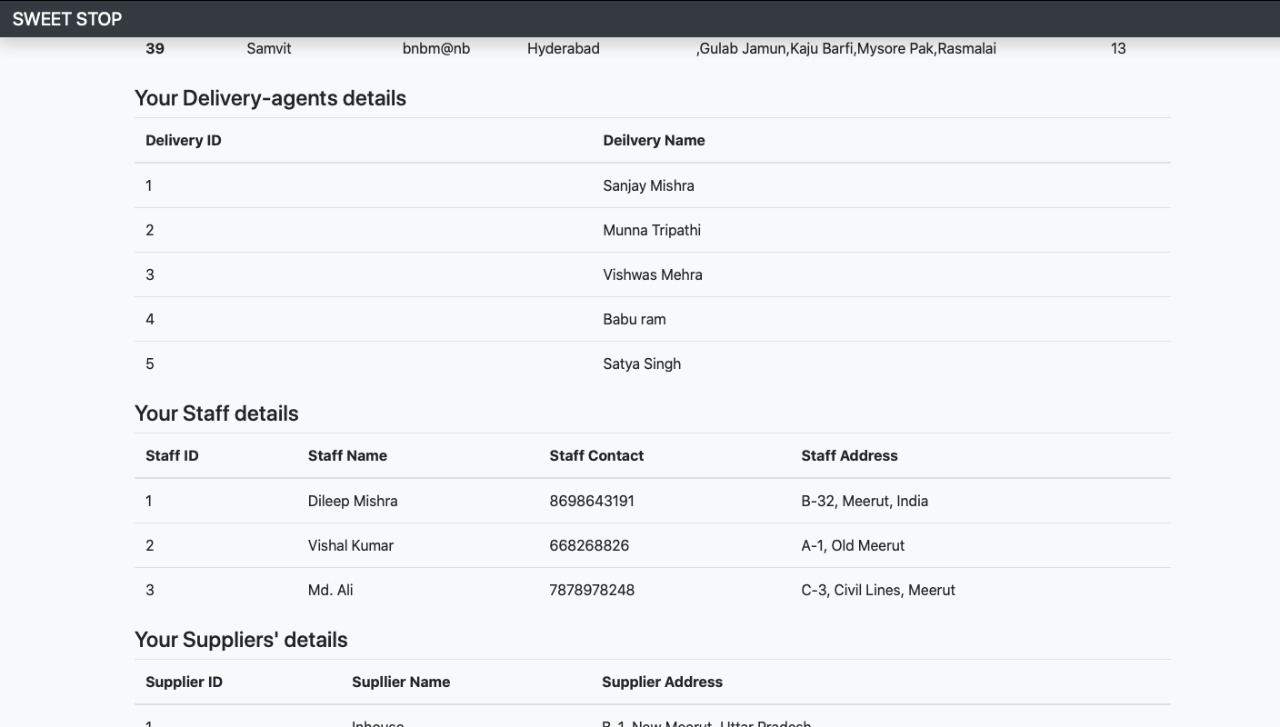 SWEET STOP
39 Samvit bnbm@nb Hyderabad ,Gulab Jamun,Kaju Barfi,Mysore Pak,Rasmalai 13
Your Delivery-agents details
Delivery ID Deilvery Name
1 Sanjay Mishra
2 Munna Tripathi
3 Vishwas Mehra
4 Babu ram
5 Satya Singh
Your Staff details
Staff ID Staff Name Staff Contact Staff Address
1 Dileep Mishra 8698643191 B-32, Meerut, India
2 Vishal Kumar 668268826 A-1, Old Meerut
3 Md. Ali 7878978248 C-3, Civil Lines, Meerut
Your Suppliers' details
Supplier ID Supllier Name Supplier Address
1 Inhouse B-1, New Meerut, Uttar Pradesh